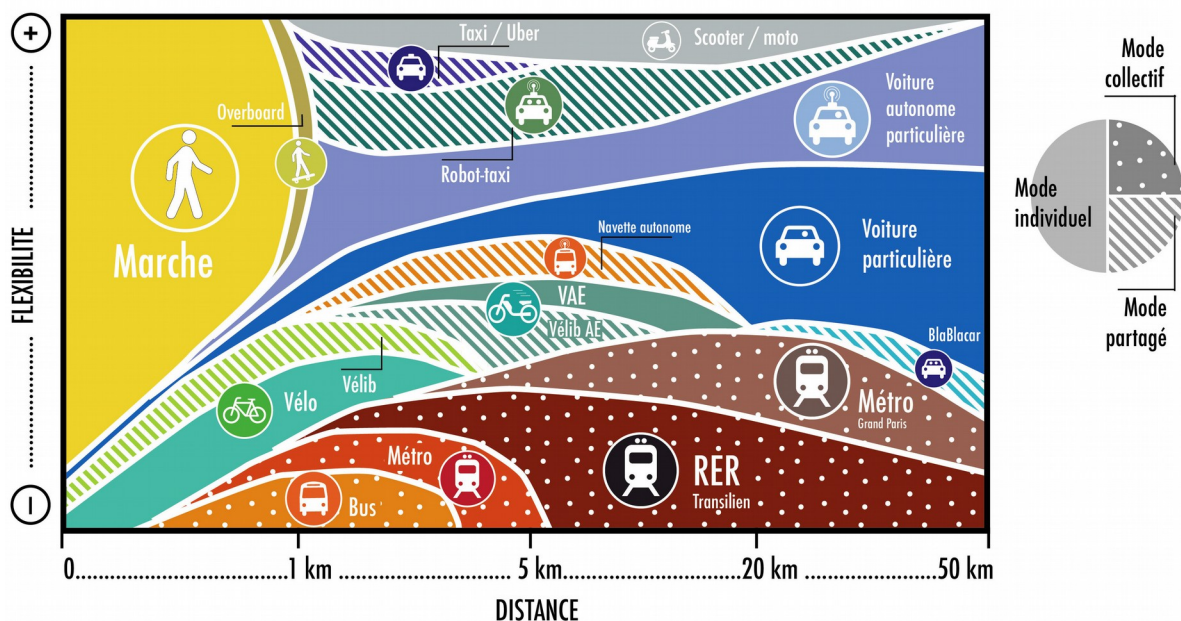 +
FLEXIBILITE
–
Taxi / Uber
Scooter / moto
Overboard
Robot-taxi
Voiture
autonome
particulière
Marche
Navette autonome
Voiture
particulière
VAE
Vélib AE
BlaBlacar
Vélib
Vélo
Métro
Grand Paris
Métro
RER
Transilien
Bus
0 1 km 5 km 20 km 50 km
DISTANCE
Mode
collectif
Mode
individuel
Mode
partagé